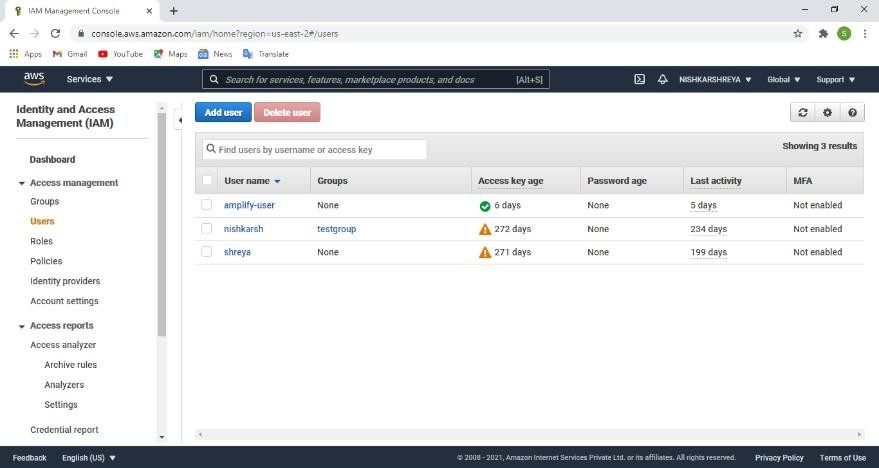 IAM Management Console
console.aws.amazon.com/iam/home?region=us-east-2#/users
Apps Gmail YouTube Maps News Translate
aws Services Search for services, features, marketplace products, and docs [Alt+S] NISHKARSHREYA Global Support
Identity and Access
Management (IAM)
Dashboard
Access management
Groups
Users
Roles
Policies
Identity providers
Account settings
Access reports
Access analyzer
Archive rules
Analyzers
Settings
Credential report
Add user Delete user
Find users by username or access key Showing 3 results
User name Groups Access key age Password age Last activity MFA
amplify-user None 6 days None 5 days Not enabled
nishkarsh testgroup 272 days None 234 days Not enabled
shreya None 271 days None 199 days Not enabled
Feedback English (US) © 2008 - 2021, Amazon Internet Services Private Ltd. or its affiliates. All rights reserved. Privacy Policy Terms of Use